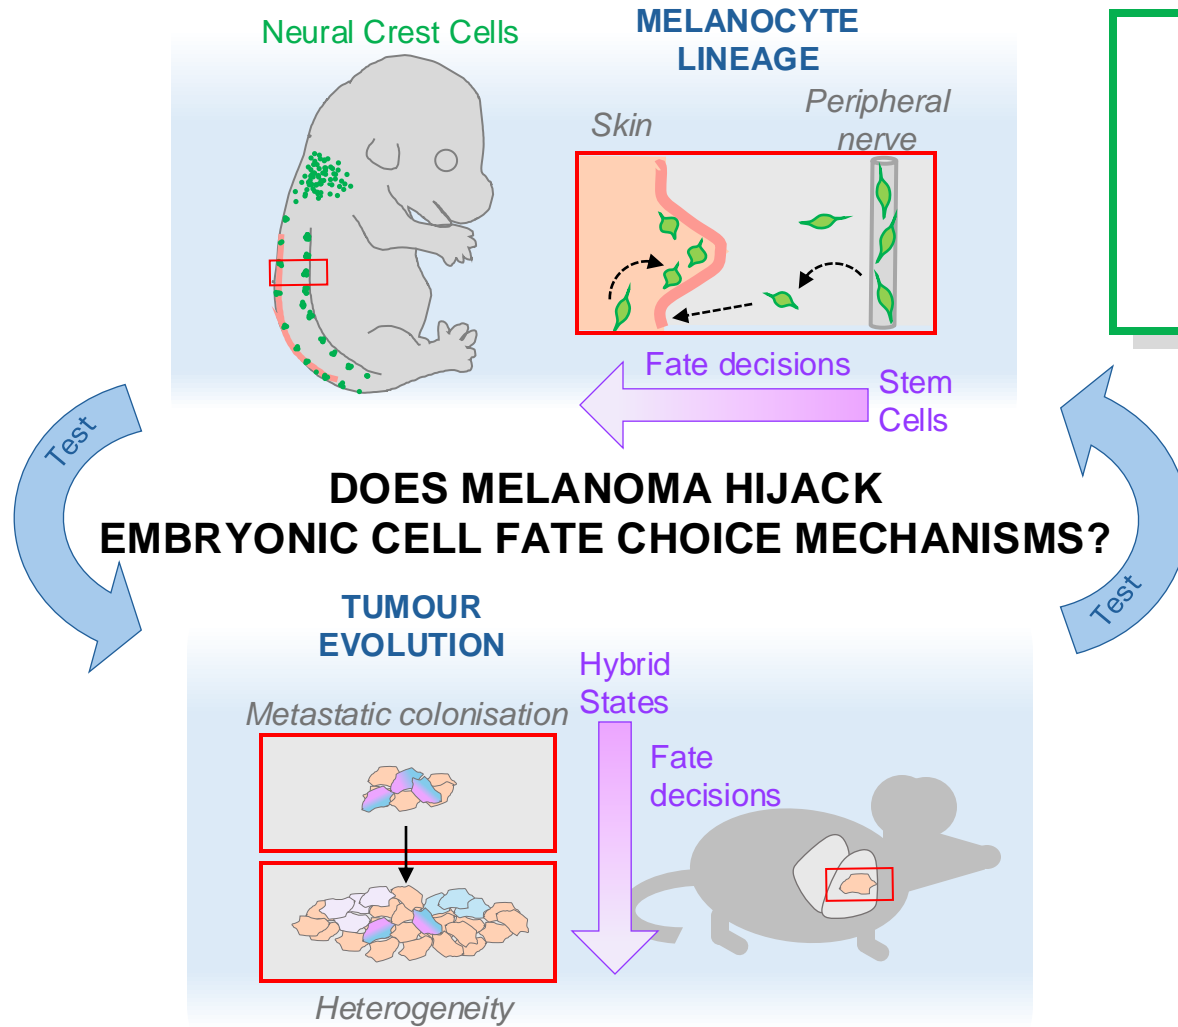 Neural Crest Cells
MELANOCYTE
LINEAGE
Skin
Peripheral
nerve
Fate decisions
Stem
Cells
Test
DOES MELANOMA HIJACK
EMBRYONIC CELL FATE CHOICE MECHANISMS?
Test
TUMOUR
EVOLUTION
Hybrid
States
Metastatic colonisation
Fate
decisions
Heterogeneity